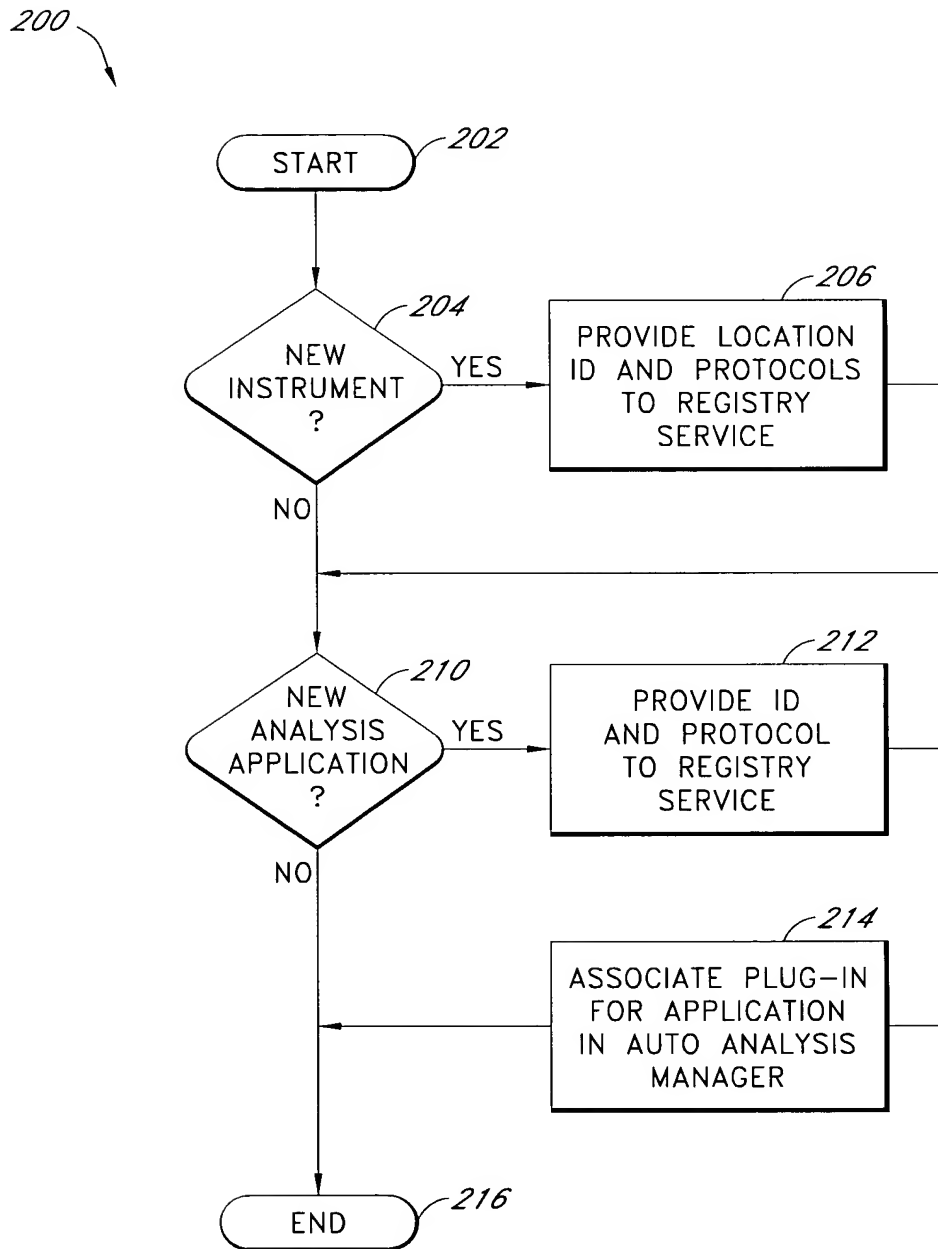 200
START
202
NEW
INSTRUMENT
?
204
YES
NO
206
PROVIDE LOCATION
ID AND PROTOCOLS
TO REGISTRY
SERVICE
NEW
ANALYSIS
APPLICATION
?
210
YES
NO
212
PROVIDE ID
AND PROTOCOL
TO REGISTRY
SERVICE
214
ASSOCIATE PLUG-IN
FOR APPLICATION
IN AUTO ANALYSIS
MANAGER
END
216